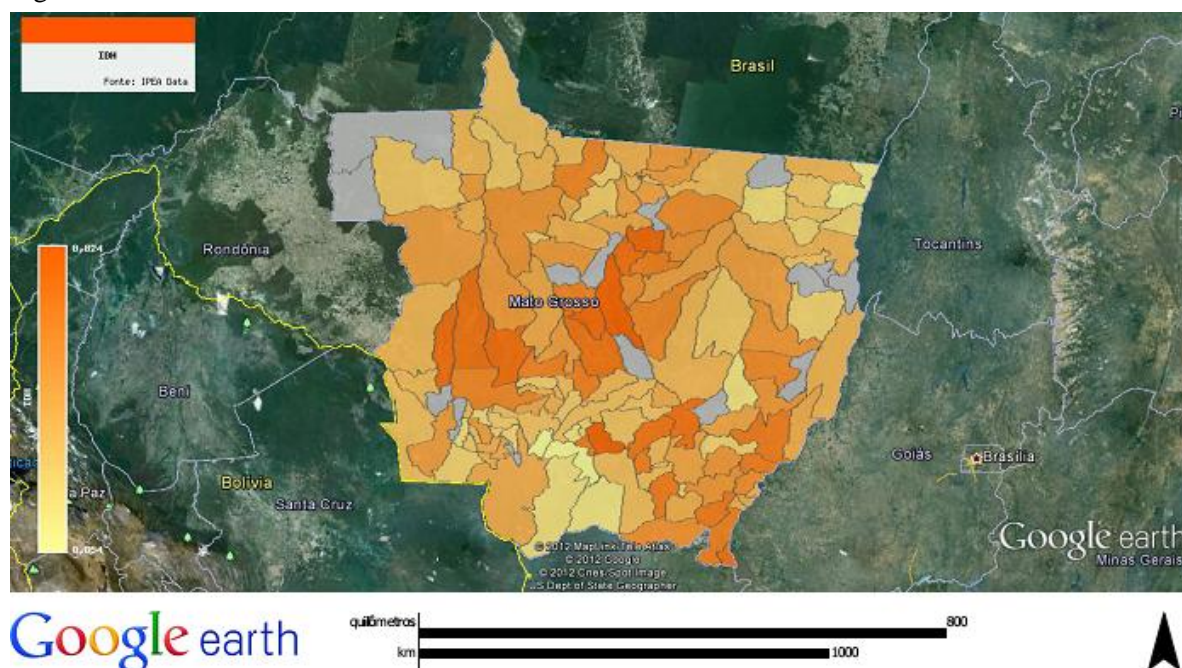 IDH
Fonte: IPEA Data
Brasil
0,824
Rondônia
Tocantins
Mato Grosso
IDH
Beni
Goiás
Brasília
a Paz
Bolivia
Santa Cruz
Google earth
Minas Gerais
© 2012 MapLink/Tele Atlas
© 2012 Google
© 2012 Cnes/Spot Image
US Dept of State Geographer
Google earth
quilômetros
800
km
1000